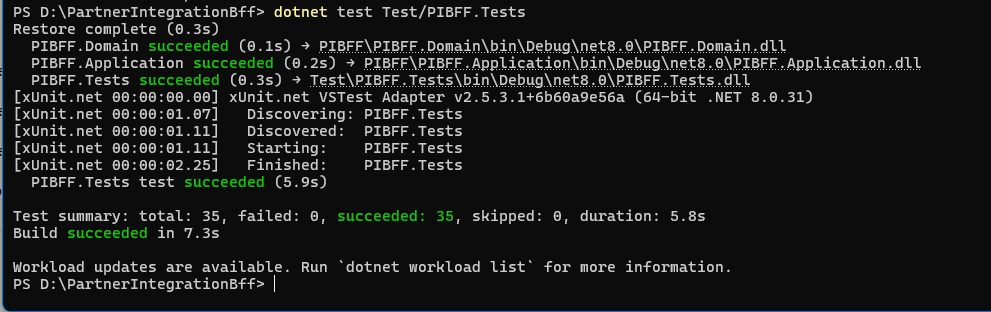 PS D:\PartnerIntegrationBff> dotnet test Test/PIBFF.Tests
Restore complete (0.3s)
  PIBFF.Domain succeeded (0.1s) → PIBFF\PIBFF.Domain\bin\Debug\net8.0\PIBFF.Domain.dll
  PIBFF.Application succeeded (0.2s) → PIBFF\PIBFF.Application\bin\Debug\net8.0\PIBFF.Application.dll
  PIBFF.Tests succeeded (0.3s) → Test\PIBFF.Tests\bin\Debug\net8.0\PIBFF.Tests.dll
[xUnit.net 00:00:00.00] xUnit.net VSTest Adapter v2.5.3.1+6b60a9e56a (64-bit .NET 8.0.31)
[xUnit.net 00:00:01.07]   Discovering: PIBFF.Tests
[xUnit.net 00:00:01.11]   Discovered:  PIBFF.Tests
[xUnit.net 00:00:01.11]   Starting:    PIBFF.Tests
[xUnit.net 00:00:02.25]   Finished:    PIBFF.Tests
  PIBFF.Tests test succeeded (5.9s)
Test summary: total: 35, failed: 0, succeeded: 35, skipped: 0, duration: 5.8s
Build succeeded in 7.3s
Workload updates are available. Run `dotnet workload list` for more information.
PS D:\PartnerIntegrationBff>